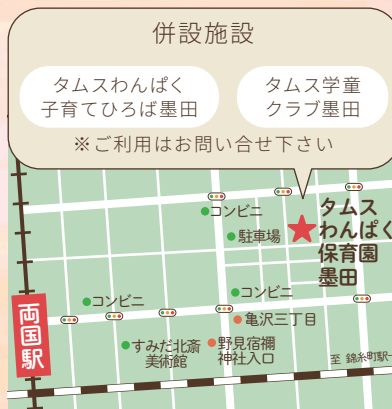 併設施設
タムスわんぱく
子育てひろば墨田
タムス学童
クラブ墨田
※ご利用はお問い合せ下さい
コンビニ
駐車場
タムス
わんぱく
保育園
墨田
コンビニ
コンビニ
亀沢三丁目
両国駅
すみだ北斎
美術館
野見宿禰
神社入口
至 錦糸町駅